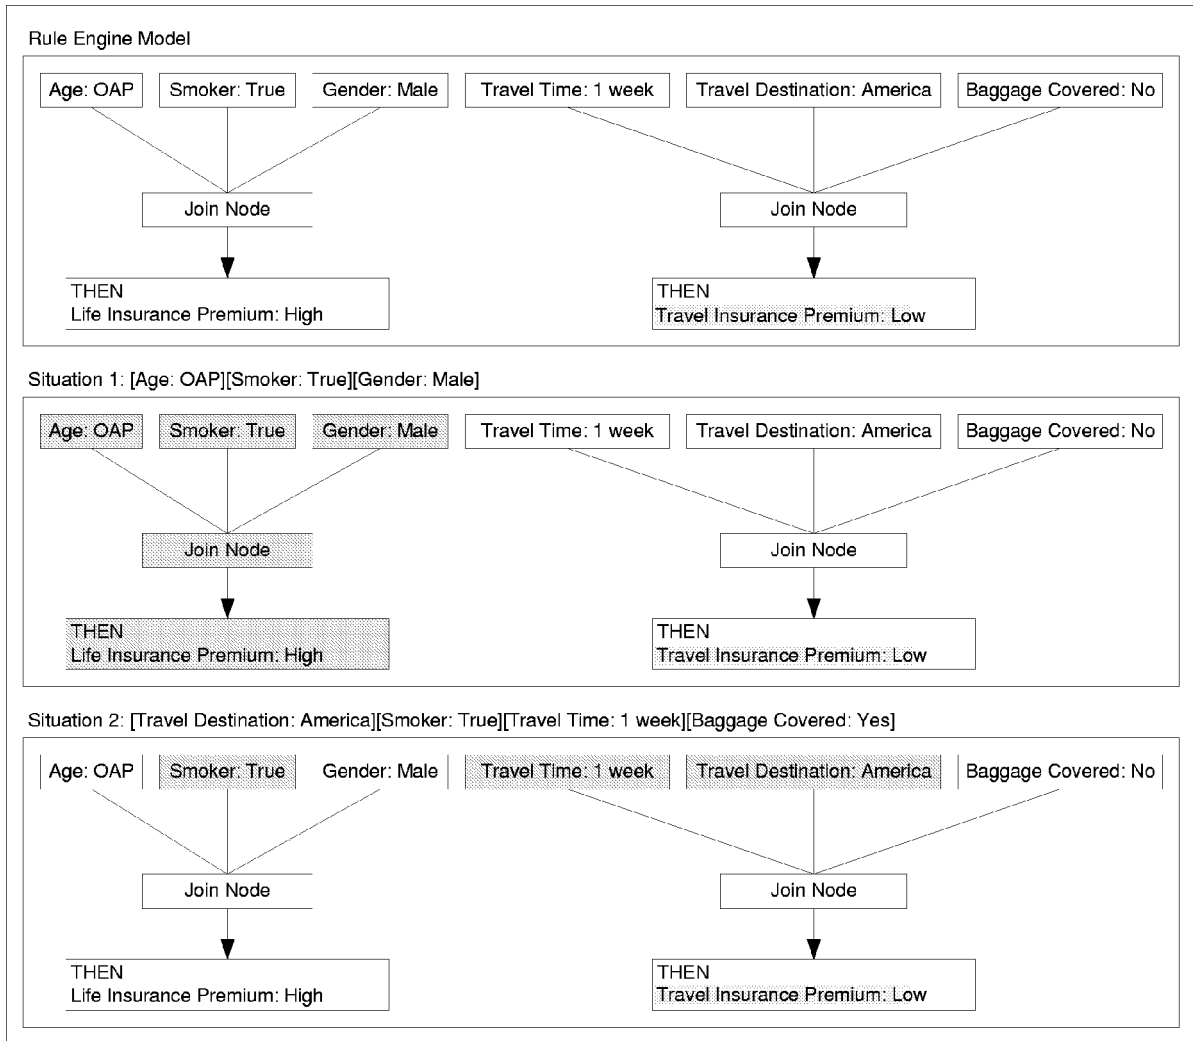 Rule Engine Model
Age: OAP Smoker: True Gender: Male Travel Time: 1 week Travel Destination: America Baggage Covered: No
Join Node Join Node
THEN THEN
Life Insurance Premium: High Travel Insurance Premium: Low
Situation 1: [Age: OAP][Smoker: True][Gender: Male]
Age: OAP Smoker: True Gender: Male Travel Time: 1 week Travel Destination: America Baggage Covered: No
Join Node Join Node
THEN THEN
Life Insurance Premium: High Travel Insurance Premium: Low
Situation 2: [Travel Destination: America][Smoker: True][Travel Time: 1 week][Baggage Covered: Yes]
Age: OAP Smoker: True Gender: Male Travel Time: 1 week Travel Destination: America Baggage Covered: No
Join Node Join Node
THEN THEN
Life Insurance Premium: High Travel Insurance Premium: Low